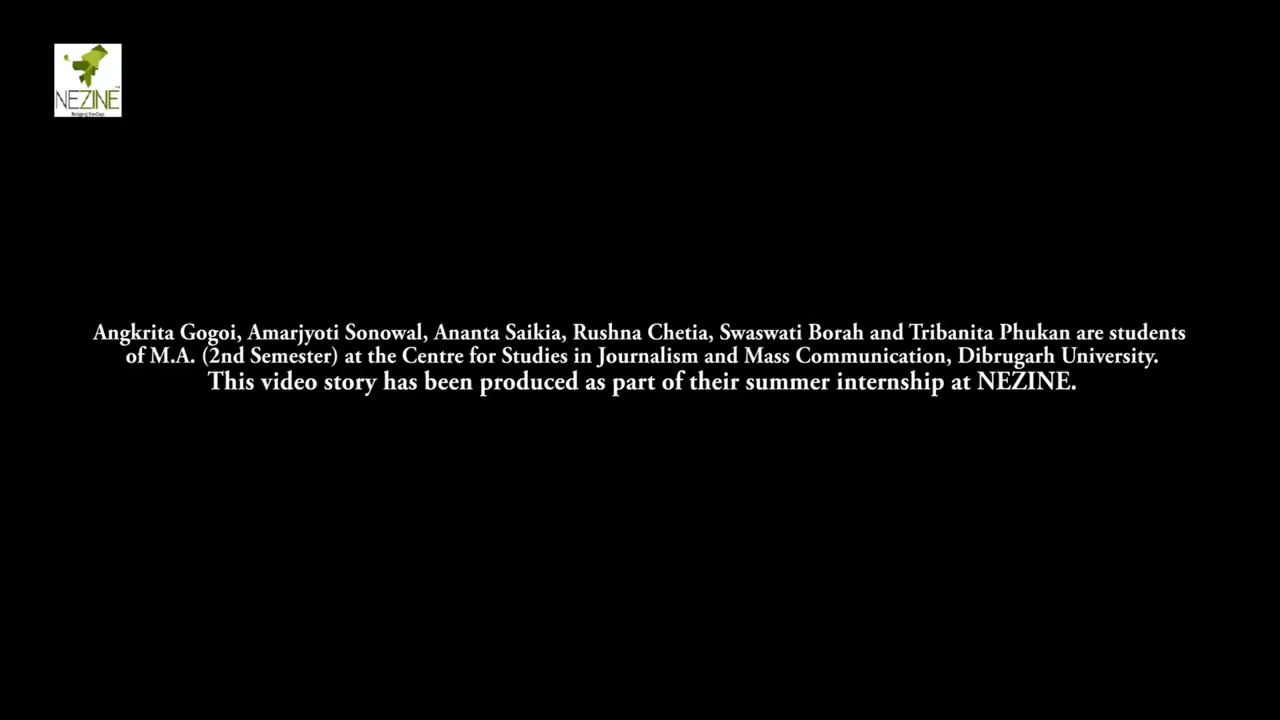 NEZINE
Angkrita Gogoi, Amarjyoti Sonowal, Ananta Saikia, Rushna Chetia, Swaswati Borah and Tribanita Phukan are students
of M.A. (2nd Semester) at the Centre for Studies in Journalism and Mass Communication, Dibrugarh University.
This video story has been produced as part of their summer internship at NEZINE.